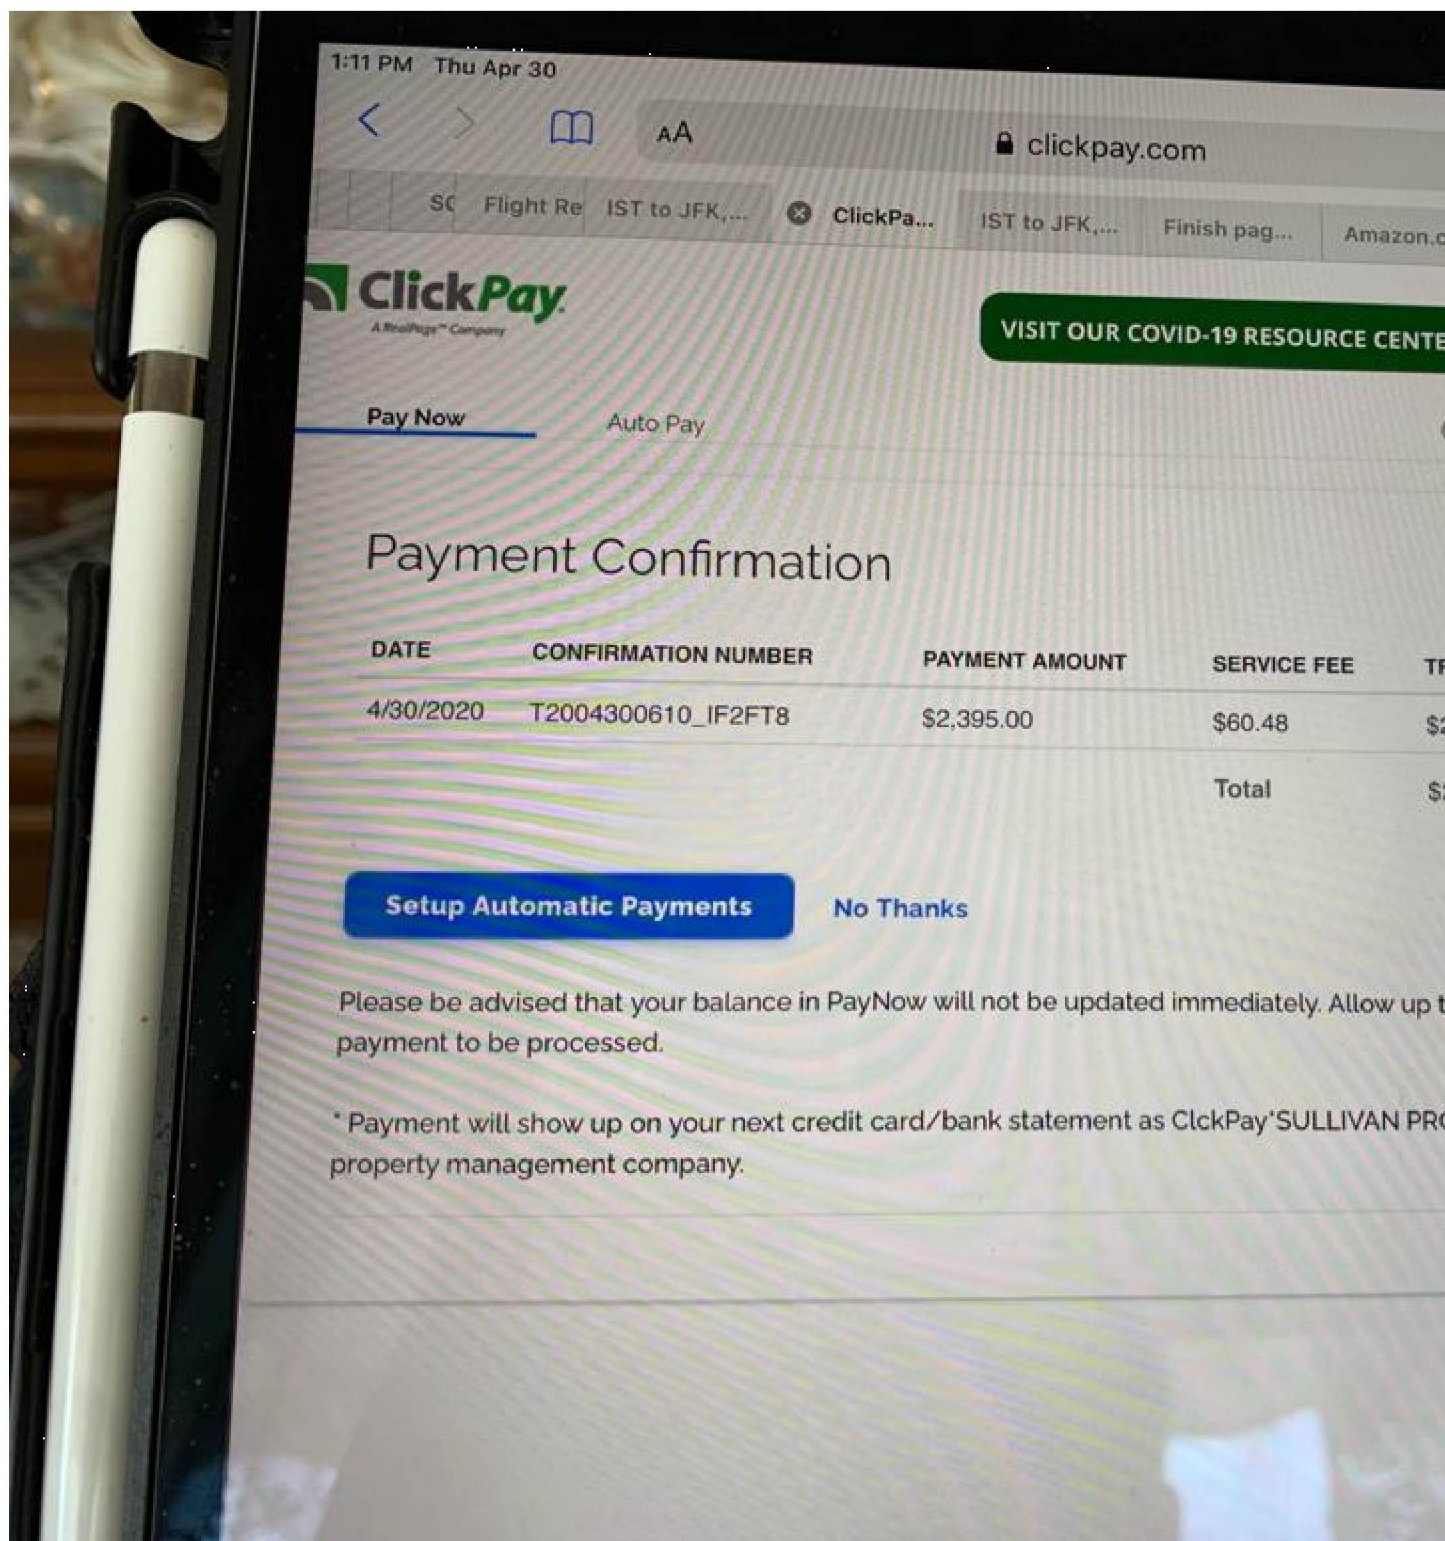 1:11 PM Thu Apr 30
AA clickpay.com
Flight Re IST to JFK,... ClickPa... IST to JFK,... Finish pag... Amazon.c
ClickPay
A RealPage™ Company
VISIT OUR COVID-19 RESOURCE CENTE
Pay Now Auto Pay
Payment Confirmation
DATE CONFIRMATION NUMBER PAYMENT AMOUNT SERVICE FEE
4/30/2020 T2004300610_IF2FT8 $2,395.00 $60.48
Total
Setup Automatic Payments No Thanks
Please be advised that your balance in PayNow will not be updated immediately. Allow up t
payment to be processed.
* Payment will show up on your next credit card/bank statement as ClckPay*SULLIVAN PRO
property management company.